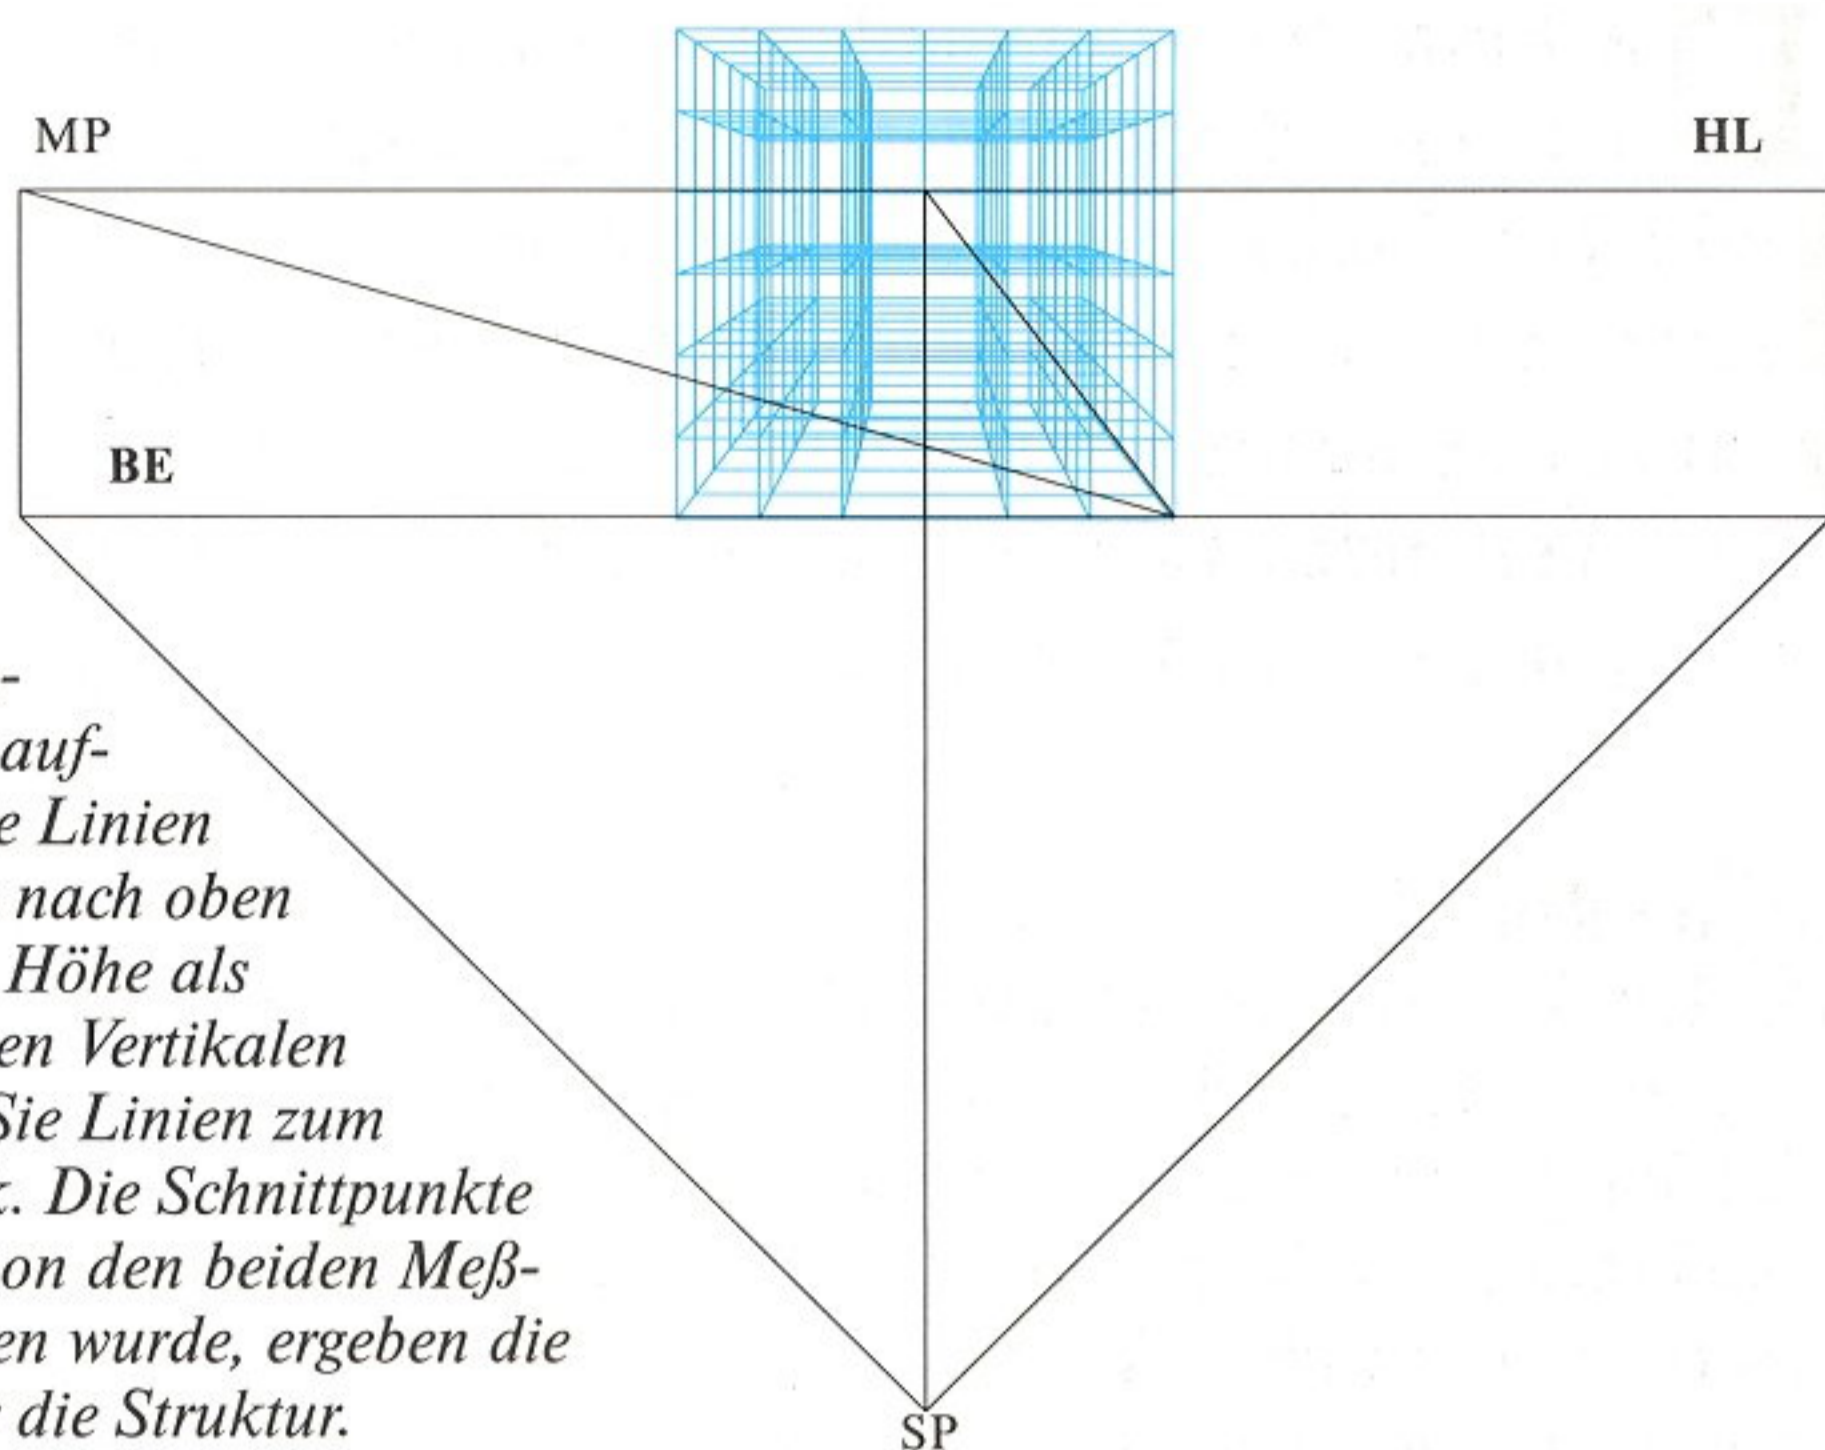 MP
HL
BE
-
auf-
e Linien
nach oben
Höhe als
en Vertikalen
Sie Linien zum
. Die Schnittpunkte
on den beiden Meß-
en wurde, ergeben die
die Struktur.
SP